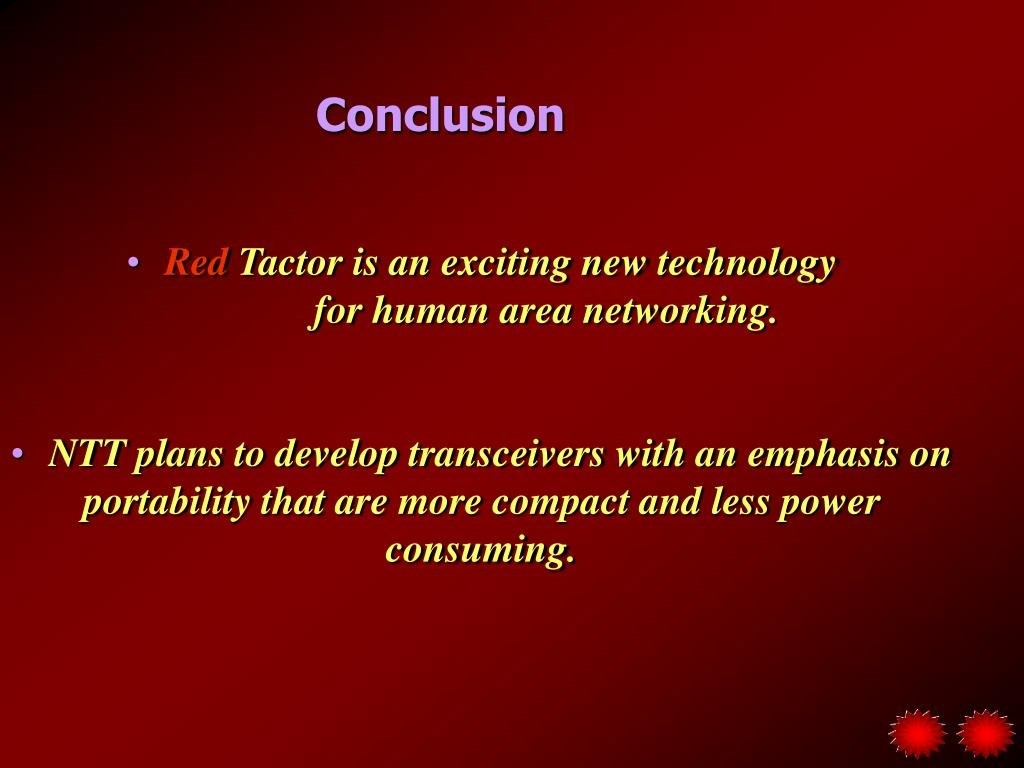 Conclusion
• Red Tactor is an exciting new technology
for human area networking.
• NTT plans to develop transceivers with an emphasis on
portability that are more compact and less power
consuming.